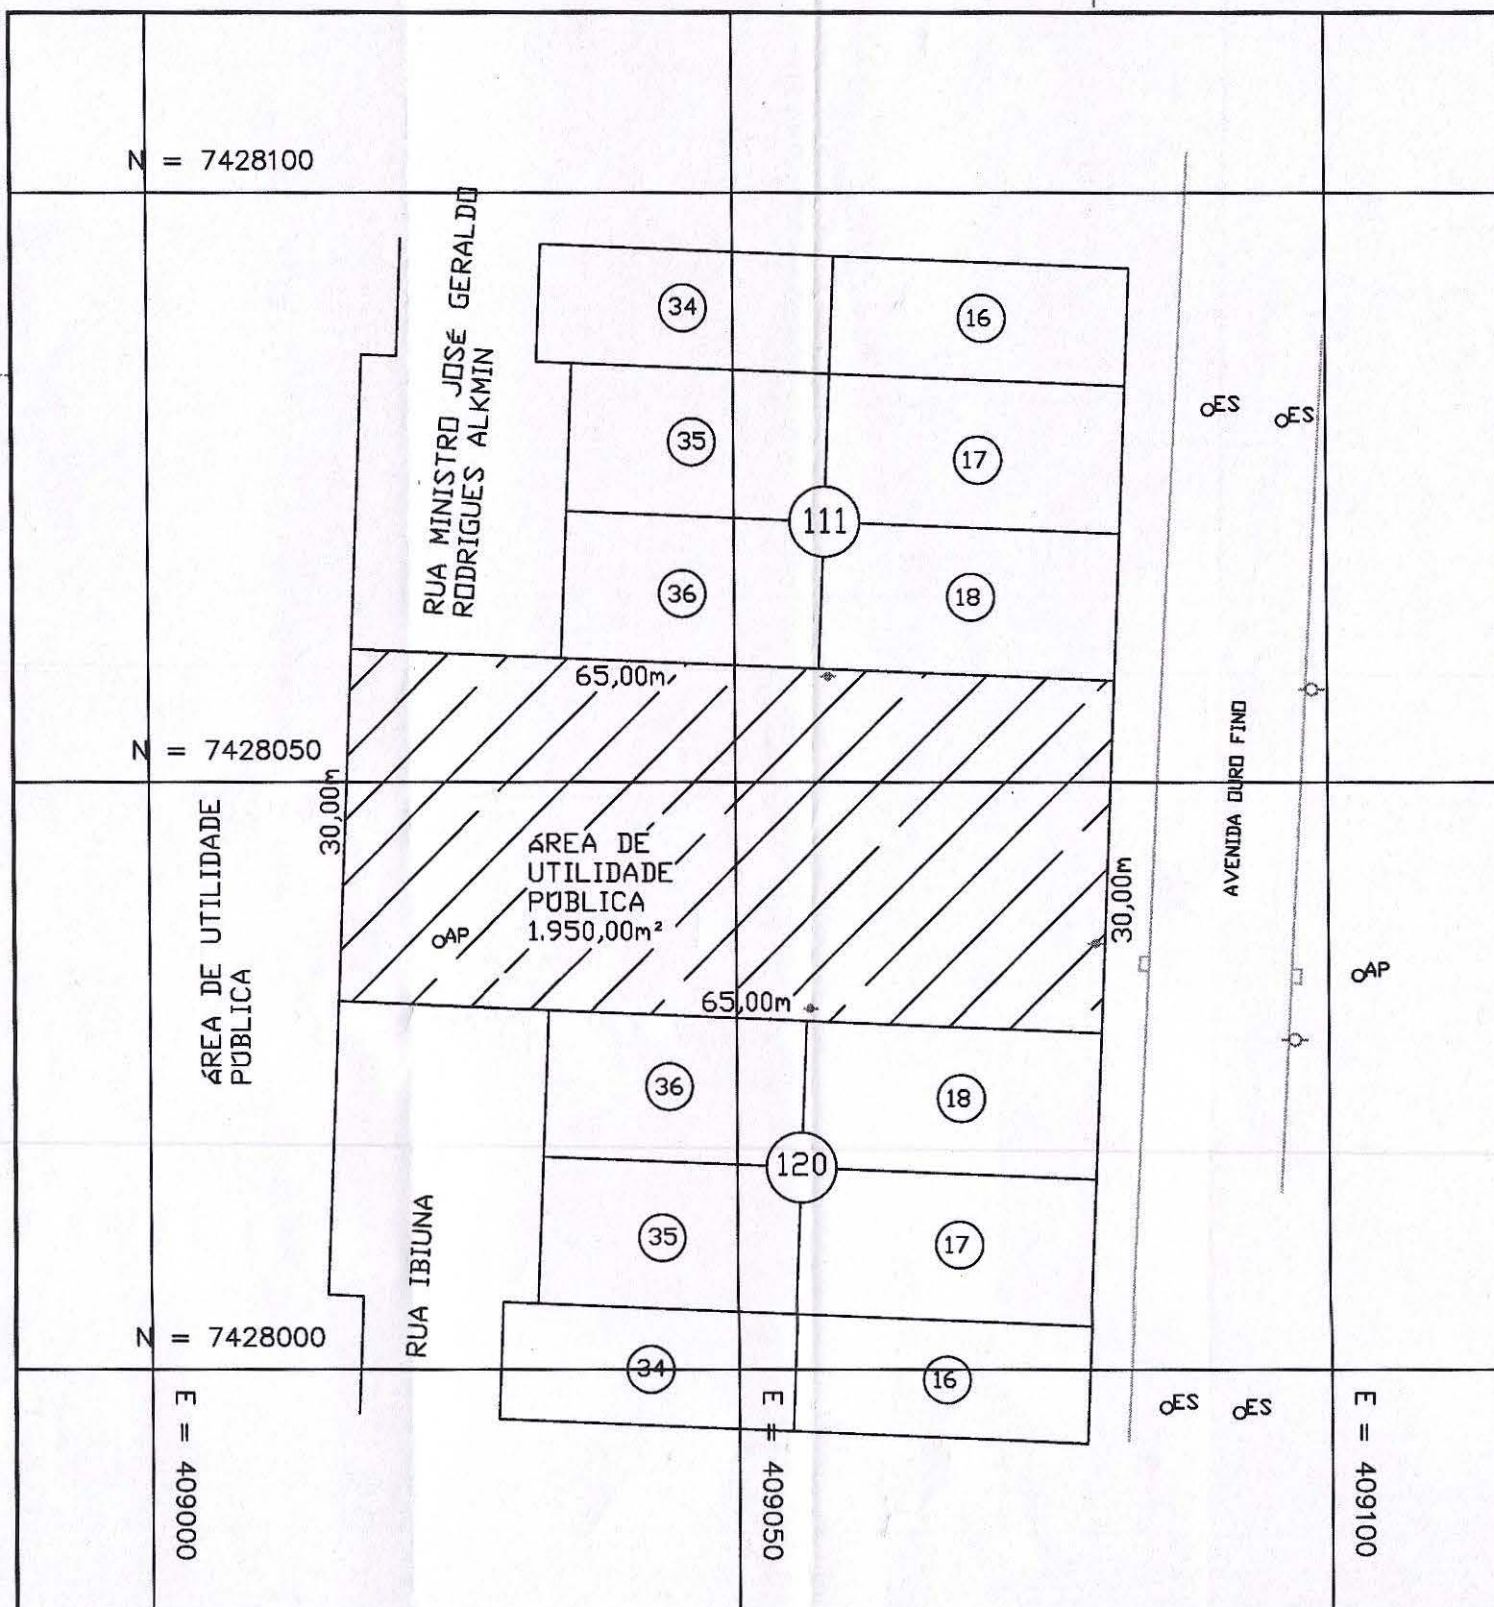 N = 7428100
RUA MINISTRO JOSÉ GERALDO
RODRIGUES ALKMIN
34
16
35
17
111
36
18
ES
ES
65,00m
N = 7428050
30,00m
ÁREA DE UTILIDADE
PÚBLICA
ÁREA DE
UTILIDADE
PÚBLICA
1.950,00m²
AP
30,00m
AVENIDA OURO FINO
AP
65,00m
36
18
120
35
17
RUA IBIUNA
N = 7428000
34
16
ES
ES
E = 409000
E = 409050
E = 409100